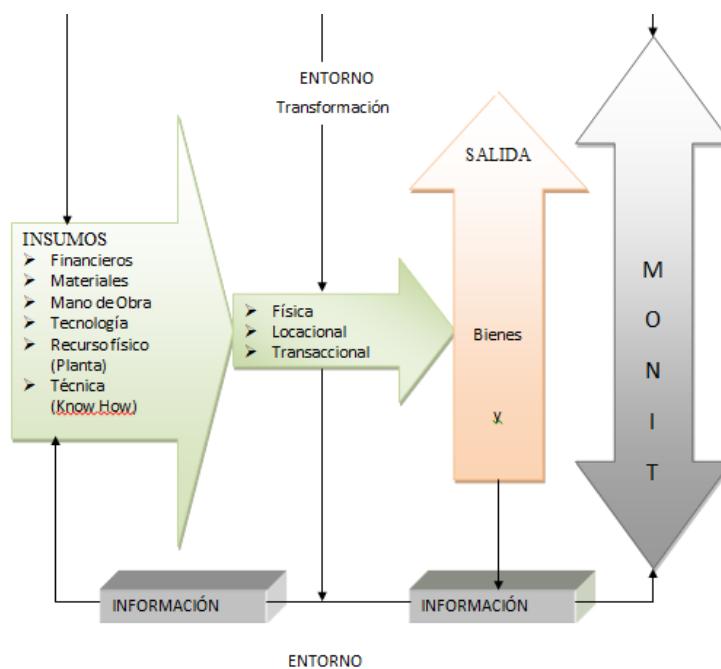 ENTORNO
Transformación
SALIDA
INSUMOS
➢ Financieros
➢ Materiales
➢ Mano de Obra
➢ Tecnología
➢ Recurso físico
(Planta)
➢ Técnica
(Know How)
➢ Física
➢ Locacional
➢ Transaccional
Bienes
y
M
O
N
I
T
INFORMACIÓN
INFORMACIÓN
ENTORNO